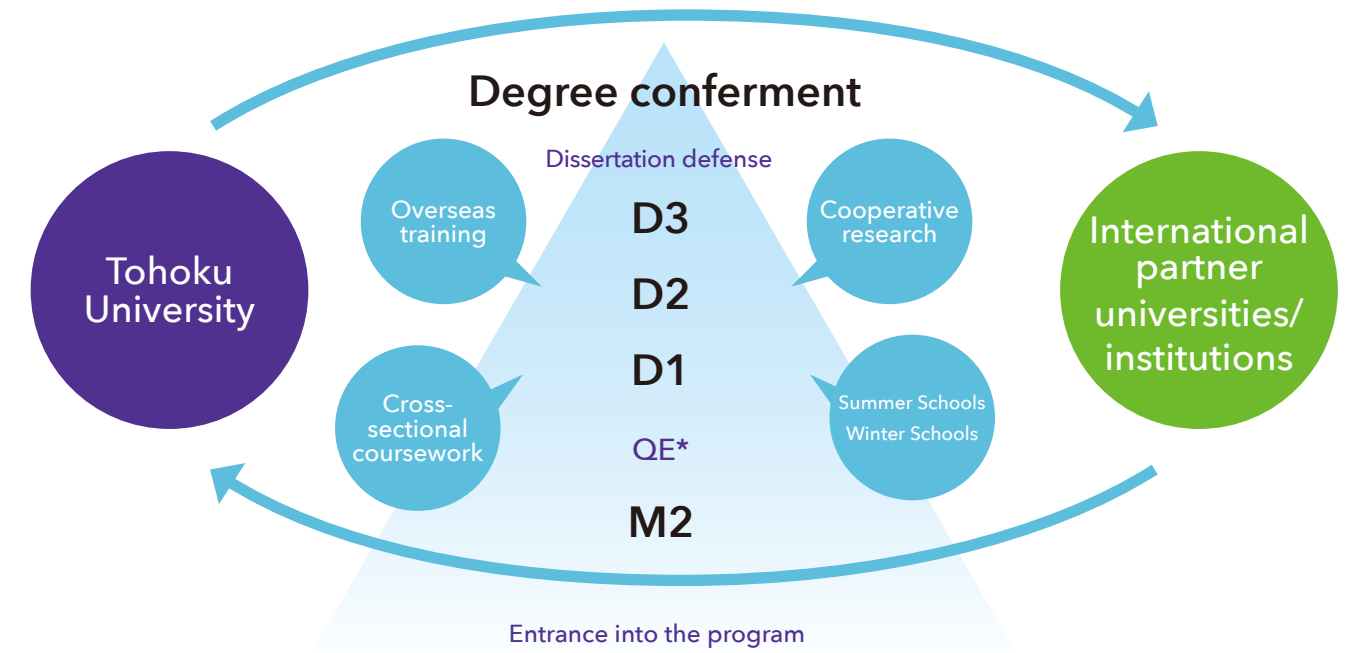 Degree conferment
Dissertation defense
Tohoku
University
Overseas
training
Cross-
sectional
coursework
D3
D2
D1
QE*
M2
Cooperative
research
Summer Schools
Winter Schools
International
partner
universities/
institutions
Entrance into the program